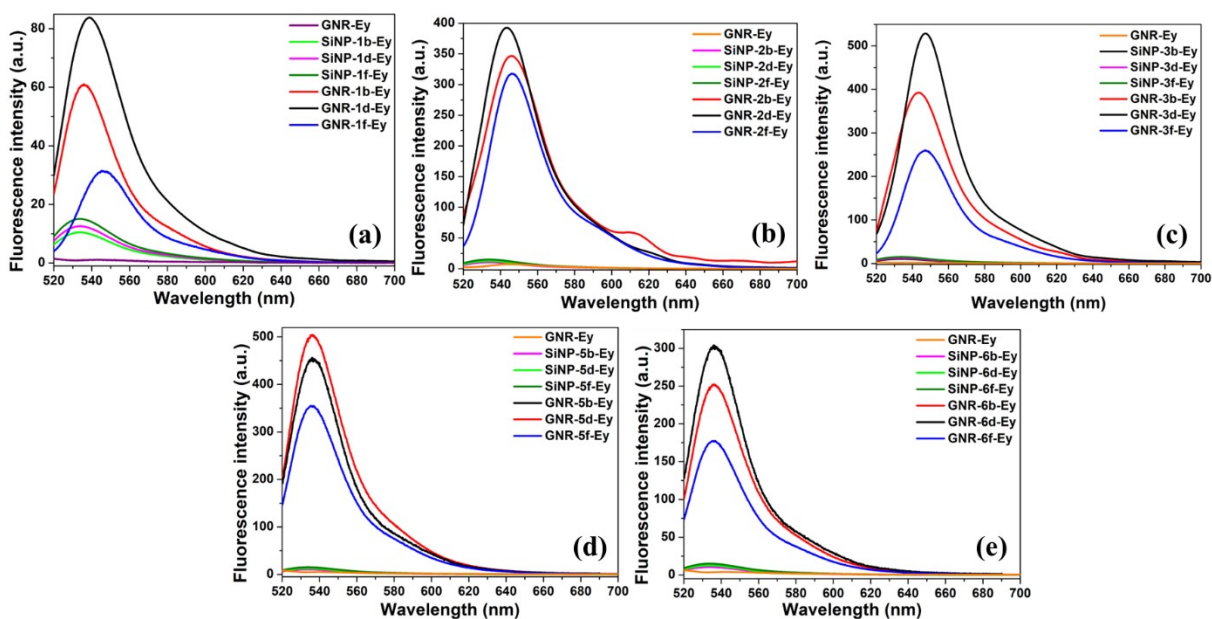 Fluorescence intensity (a.u.)
80
60
40
20
0
GNR-Ey
SiNP-1b-Ey
SiNP-1d-Ey
SiNP-1f-Ey
GNR-1b-Ey
GNR-1d-Ey
GNR-1f-Ey
(a)
520 540 560 580 600 620 640 660 680 700
Wavelength (nm)
Fluorescence intensity (a.u.)
400
350
300
250
200
150
100
50
0
GNR-Ey
SiNP-2b-Ey
SiNP-2d-Ey
SiNP-2f-Ey
GNR-2b-Ey
GNR-2d-Ey
GNR-2f-Ey
(b)
520 540 560 580 600 620 640 660 680 700
Wavelength (nm)
Fluorescence intensity (a.u.)
500
400
300
200
100
0
GNR-Ey
SiNP-3b-Ey
SiNP-3d-Ey
SiNP-3f-Ey
GNR-3b-Ey
GNR-3d-Ey
GNR-3f-Ey
(c)
520 540 560 580 600 620 640 660 680 700
Wavelength (nm)
Fluorescence intensity (a.u.)
500
400
300
200
100
0
GNR-Ey
SiNP-5b-Ey
SiNP-5d-Ey
SiNP-5f-Ey
GNR-5b-Ey
GNR-5d-Ey
GNR-5f-Ey
(d)
520 540 560 580 600 620 640 660 680 700
Wavelength (nm)
Fluorescence intensity (a.u.)
300
250
200
150
100
50
0
GNR-Ey
SiNP-6b-Ey
SiNP-6d-Ey
SiNP-6f-Ey
GNR-6b-Ey
GNR-6d-Ey
GNR-6f-Ey
(e)
520 540 560 580 600 620 640 660 680 700
Wavelength (nm)